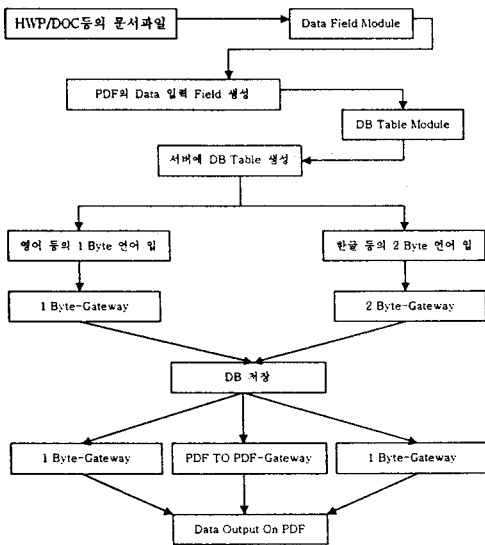 HWP/DOC등의 문서파일
Data Field Module
PDF의 Data 입력 Field 생성
DB Table Module
서버에 DB Table 생성
영어 등의 1 Byte 언어 입
한글 등의 2 Byte 언어 입
1 Byte-Gateway
2 Byte-Gateway
DB 저장
1 Byte-Gateway
PDF TO PDF-Gateway
1 Byte-Gateway
Data Output On PDF